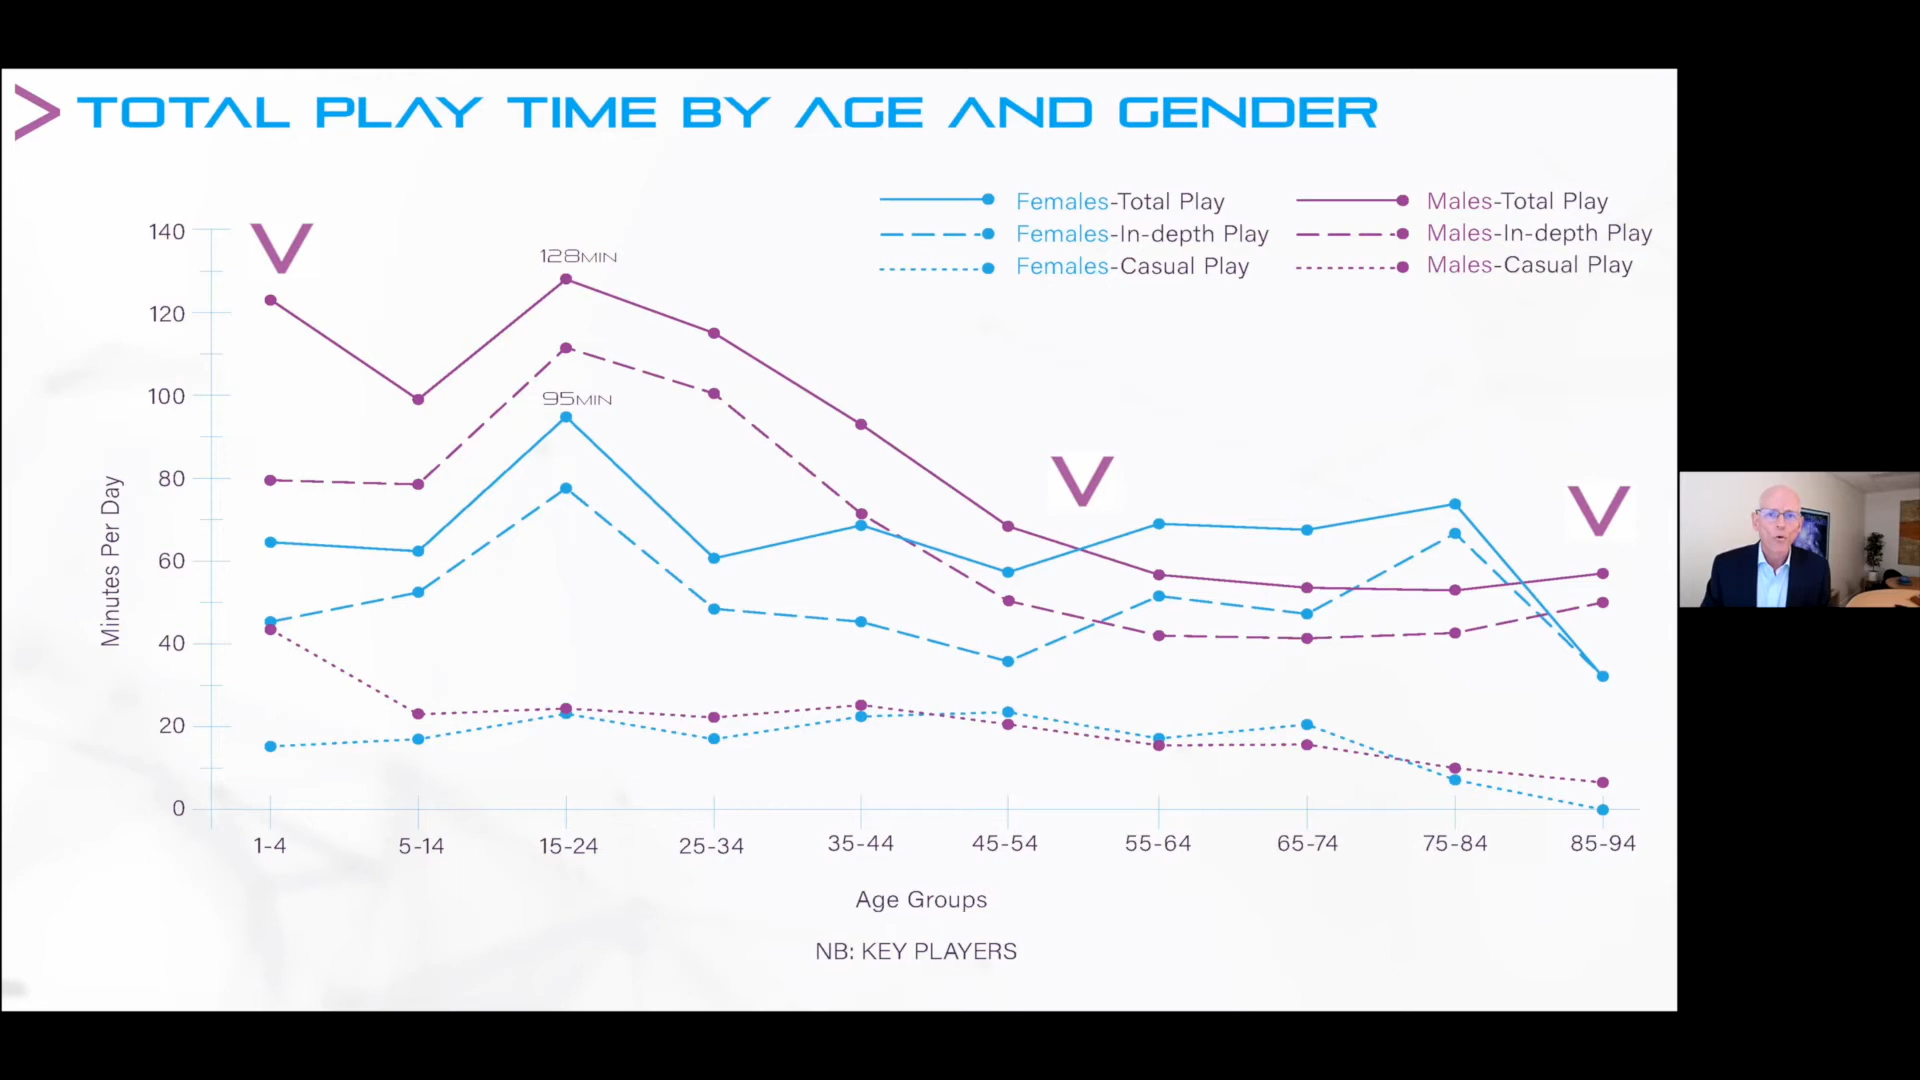 TOTAL PLAY TIME BY AGE AND GENDER
Females-Total Play
Males-Total Play
Females-In-depth Play
Males-In-depth Play
Females-Casual Play
Males-Casual Play
128MIN
95MIN
Minutes Per Day
140
120
100
80
60
40
20
0
1-4
5-14
15-24
25-34
35-44
45-54
55-64
65-74
75-84
85-94
Age Groups
NB: KEY PLAYERS